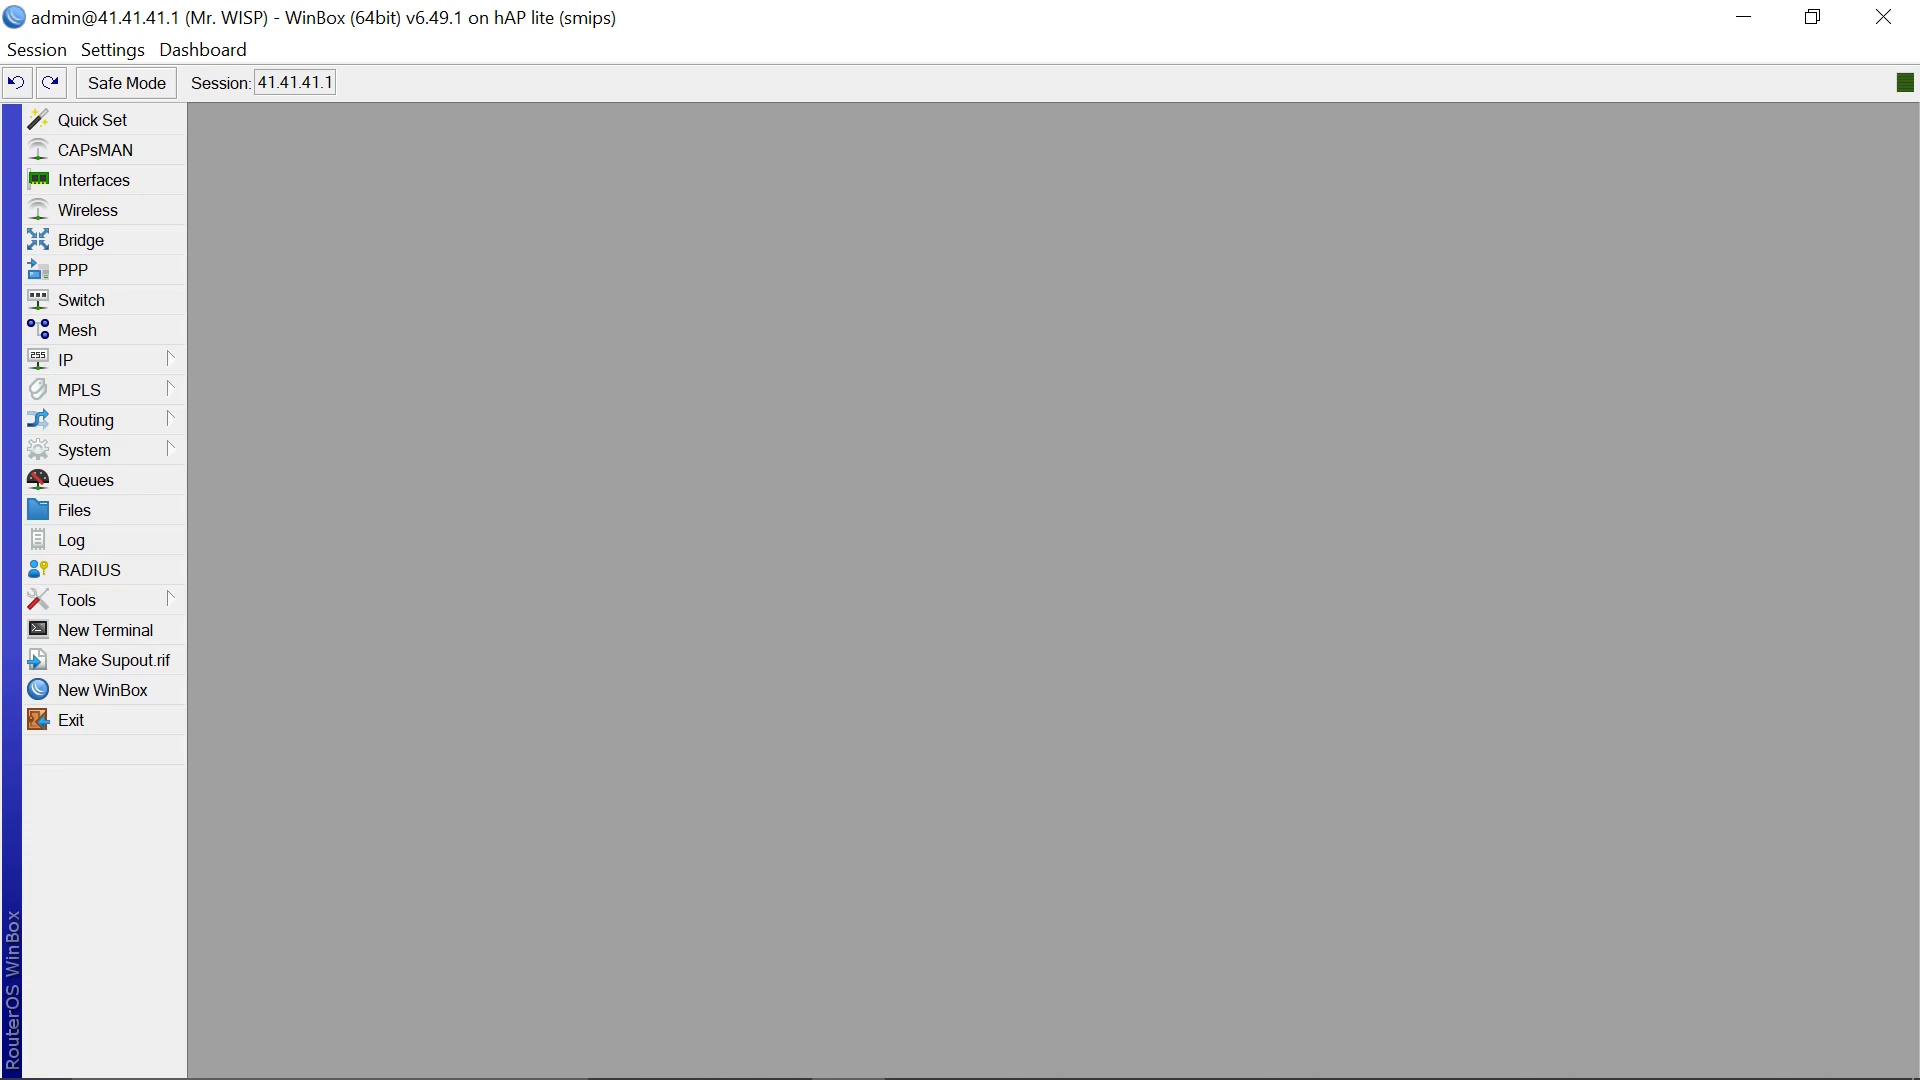 admin@41.41.41.1 (Mr. WISP) - WinBox (64bit) v6.49.1 on hAP lite (smips)
Session Settings Dashboard
Safe Mode Session: 41.41.41.1
Quick Set
CAPsMAN
Interfaces
Wireless
Bridge
PPP
Switch
Mesh
255 IP
MPLS
Routing
System
Queues
Files
Log
RADIUS
Tools
New Terminal
Make Supout.rif
New WinBox
Exit
RouterOS WinBox